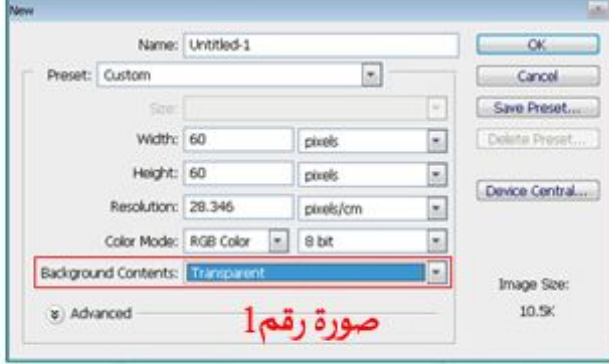 New
Name: Untitled-1
OK
Preset: Custom
Cancel
Size:
Save Preset...
Width: 60 pixels
Delete Preset...
Height: 60 pixels
Device Central...
Resolution: 28.346 pixels/cm
Color Mode: RGB Color 8 bit
Background Contents: Transparent
Image Size:
Advanced
10.5K
صورة رقم1